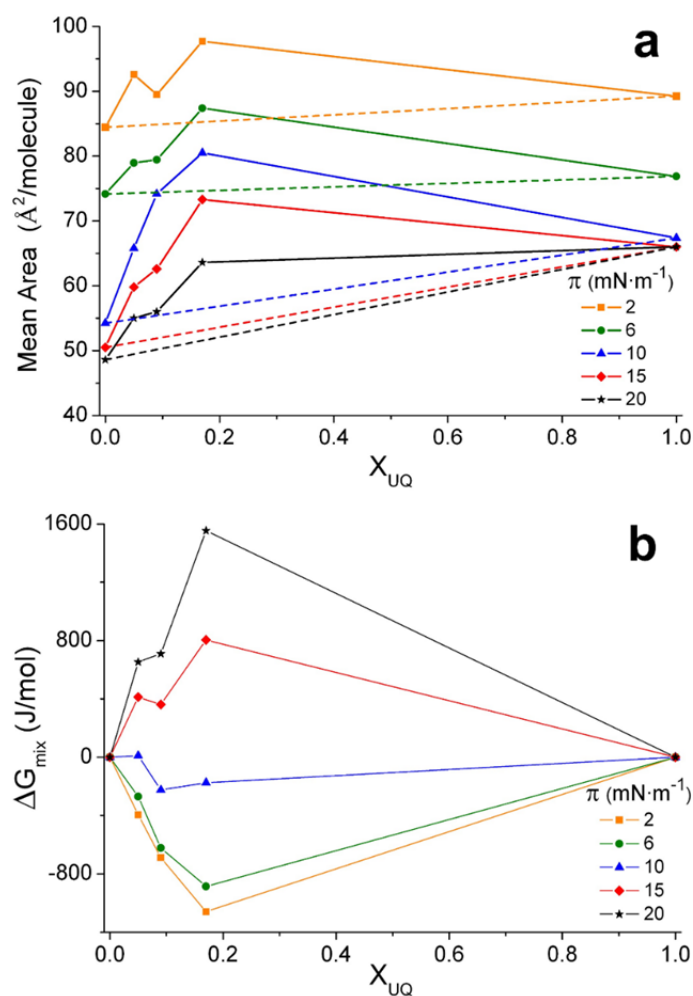 a
100
90
80
70
60
50
40
Mean Area (Å²/molecule)
π (mN·m⁻¹)
2
6
10
15
20
0.0 0.2 0.4 0.6 0.8 1.0
X_UQ
b
1600
800
0
-800
ΔG_mix (J/mol)
π (mN·m⁻¹)
2
6
10
15
20
0.0 0.2 0.4 0.6 0.8 1.0
X_UQ